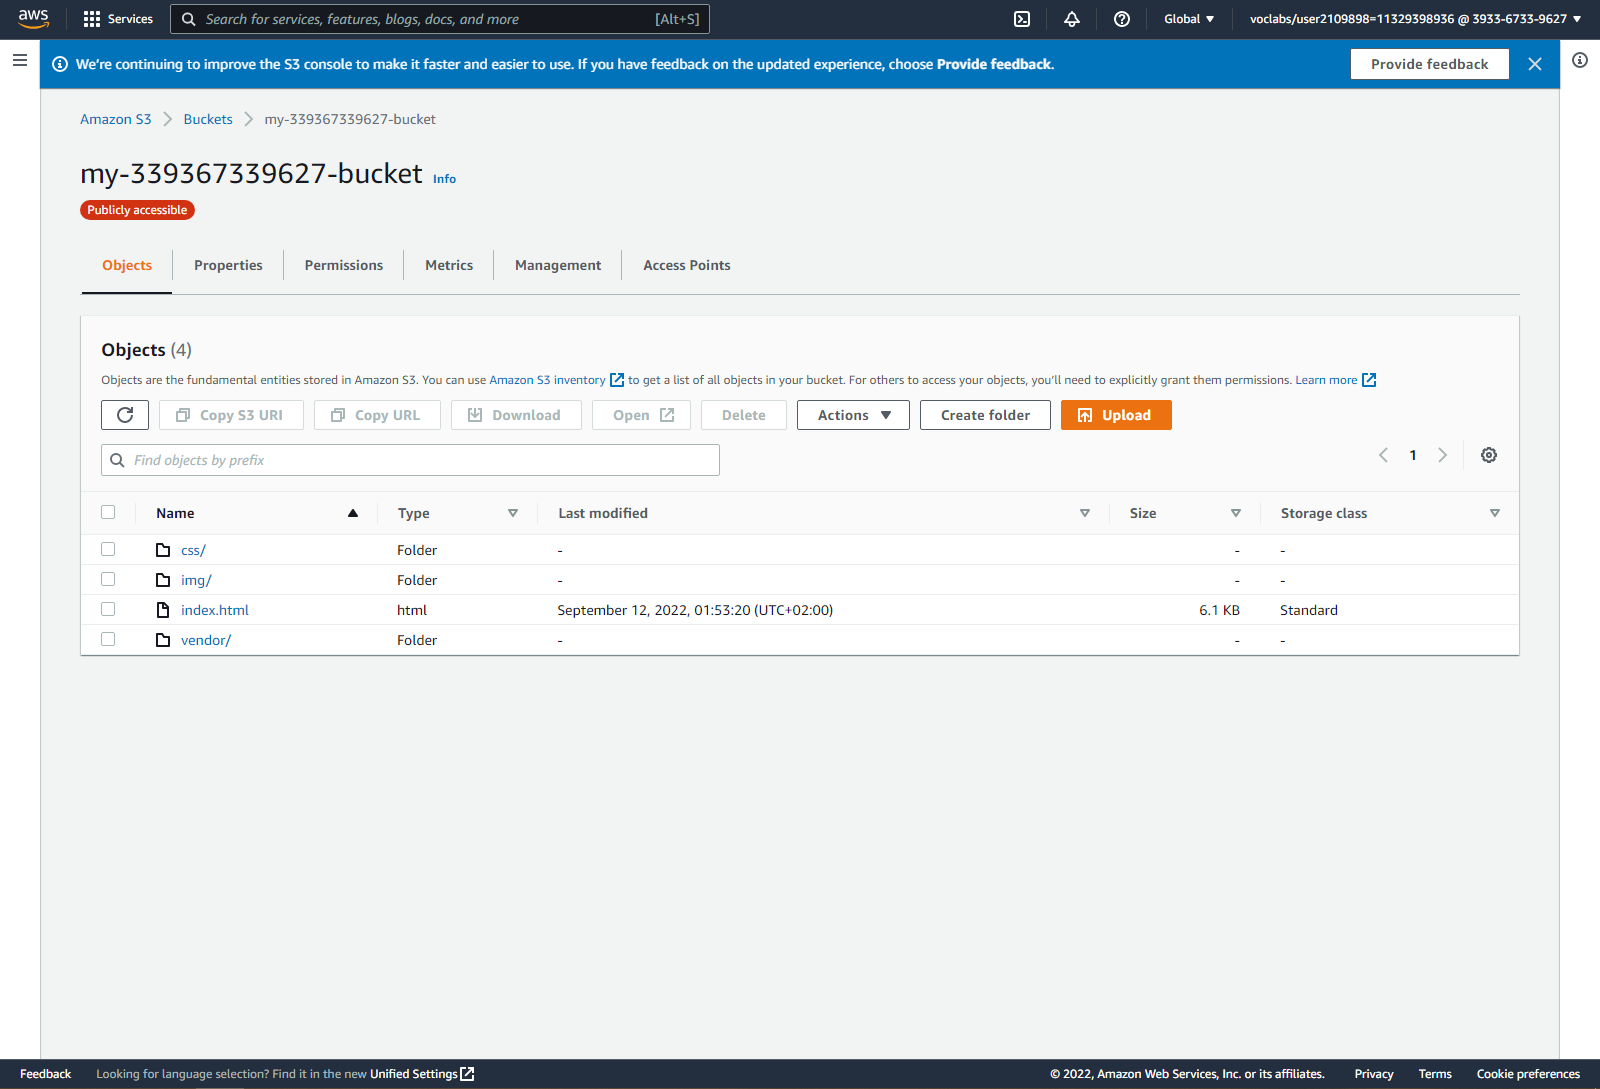 aws
Services
Search for services, features, blogs, docs, and more
[Alt+S]
Global
voclabs/user2109898=11329398936 @ 3933-6733-9627
We're continuing to improve the S3 console to make it faster and easier to use. If you have feedback on the updated experience, choose Provide feedback.
Provide feedback
Amazon S3
Buckets
my-339367339627-bucket
my-339367339627-bucket
Info
Publicly accessible
Objects
Properties
Permissions
Metrics
Management
Access Points
Objects (4)
Objects are the fundamental entities stored in Amazon S3. You can use Amazon S3 inventory to get a list of all objects in your bucket. For others to access your objects, you'll need to explicitly grant them permissions. Learn more
Copy S3 URI
Copy URL
Download
Open
Delete
Actions
Create folder
Upload
Find objects by prefix
1
Name
Type
Last modified
Size
Storage class
css/
Folder
-
-
-
img/
Folder
-
-
-
index.html
html
September 12, 2022, 01:53:20 (UTC+02:00)
6.1 KB
Standard
vendor/
Folder
-
-
-
Feedback
Looking for language selection? Find it in the new Unified Settings
© 2022, Amazon Web Services, Inc. or its affiliates.
Privacy
Terms
Cookie preferences